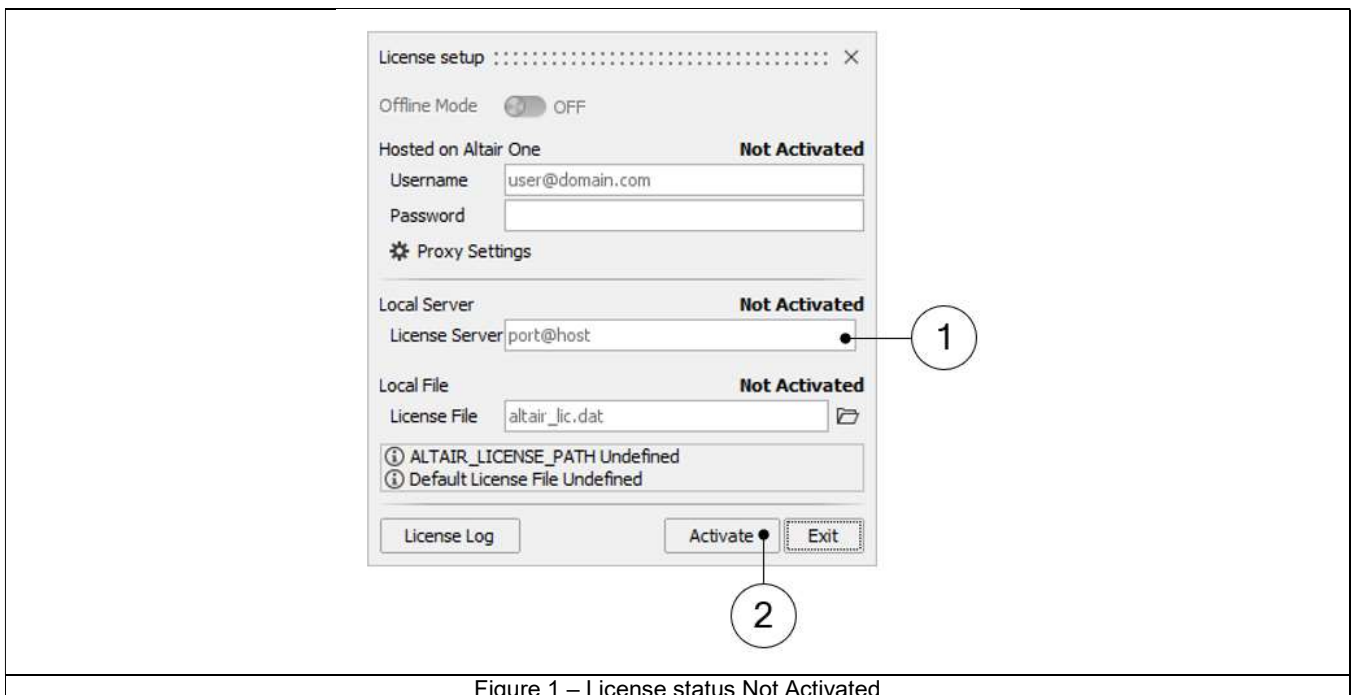 License setup
Offline Mode OFF
Hosted on Altair One Not Activated
Username user@domain.com
Password
Proxy Settings
Local Server Not Activated
License Server port@host
1
Local File Not Activated
License File altair_lic.dat
ALTAIR_LICENSE_PATH Undefined
Default License File Undefined
License Log Activate Exit
2
Figure 1 – License status Not Activated